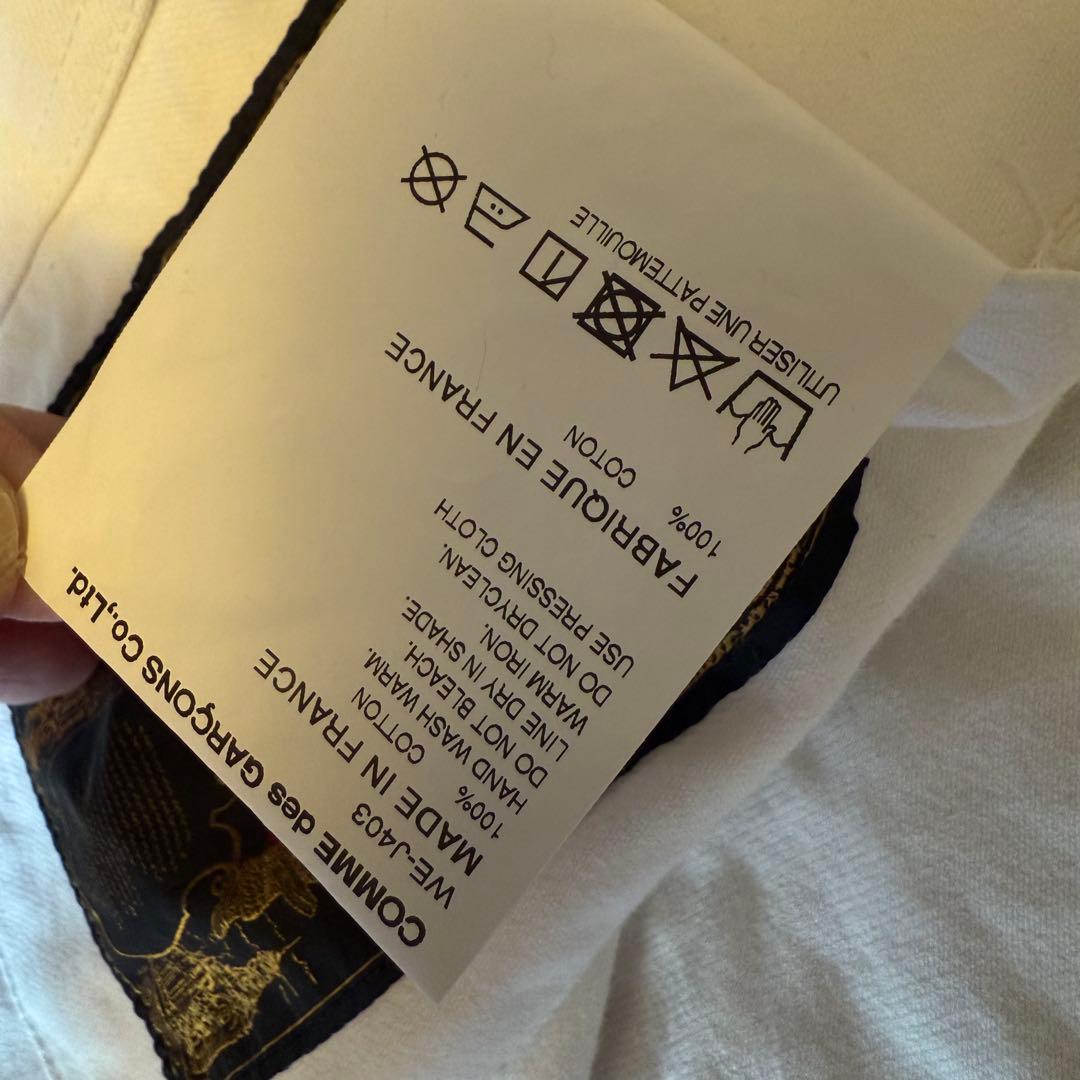 COMME des GARÇONS Co.,Ltd.
WE-J403
MADE IN FRANCE
100% COTTON
HAND WASH WARM.
DO NOT BLEACH.
LINE DRY IN SHADE.
WARM IRON.
DO NOT DRYCLEAN.
USE PRESSING CLOTH
FABRIQUE EN FRANCE
100% COTTON
UTILISER UNE PATTEMOUILLE